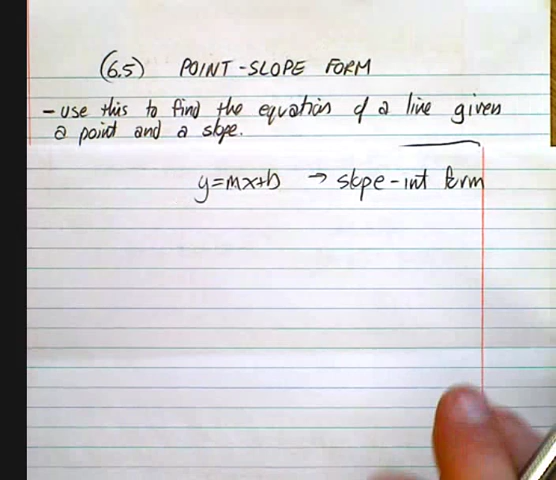 (6.5) POINT-SLOPE FORM
- use this to find the equation of a line given
a point and a slope.
y=mx+b → slope-int form